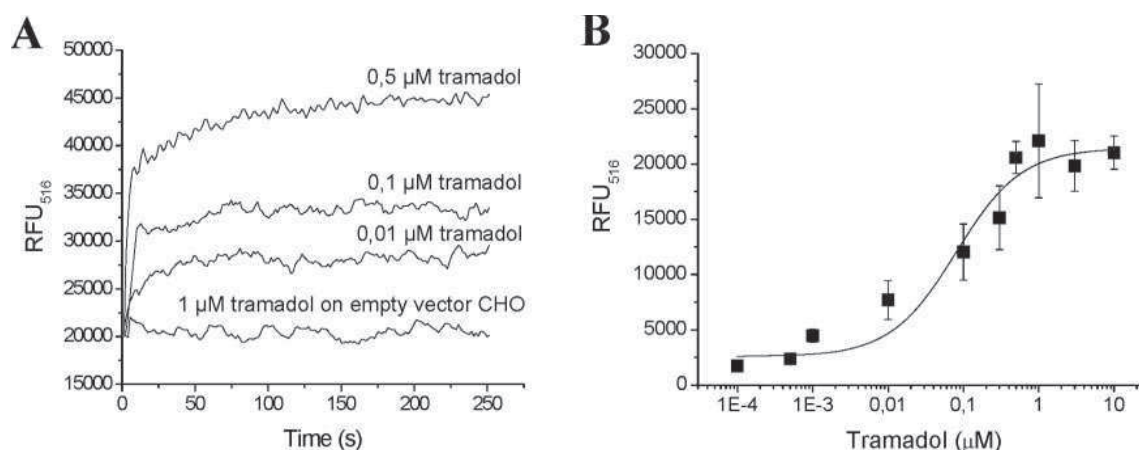 A
50000
45000
40000
35000
30000
25000
20000
15000
RFU516
0,5 µM tramadol
0,1 µM tramadol
0,01 µM tramadol
1 µM tramadol on empty vector CHO
0 50 100 150 200 250
Time (s)
B
30000
25000
20000
15000
10000
5000
0
RFU516
1E-4 1E-3 0,01 0,1 1 10
Tramadol (µM)